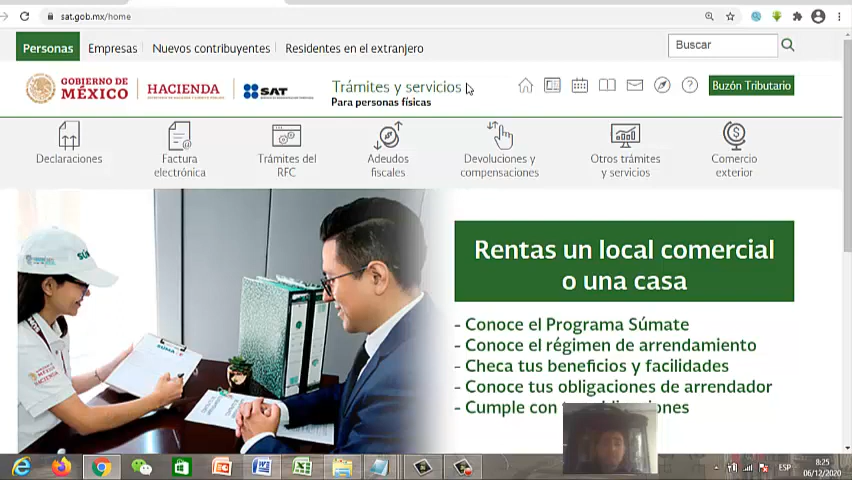 sat.gob.mx/home
Personas
Empresas
Nuevos contribuyentes
Residentes en el extranjero
Buscar
GOBIERNO DE
MÉXICO
HACIENDA
SAT
Trámites y servicios
Para personas físicas
Buzón Tributario
Declaraciones
Factura
electrónica
Trámites del
RFC
Adeudos
fiscales
Devoluciones y
compensaciones
Otros trámites
y servicios
Comercio
exterior
Rentas un local comercial
o una casa
- Conoce el Programa Súmate
- Conoce el régimen de arrendamiento
- Checa tus beneficios y facilidades
- Conoce tus obligaciones de arrendador
- Cumple con
HACIENDA
ESP
8:25
06/12/2020